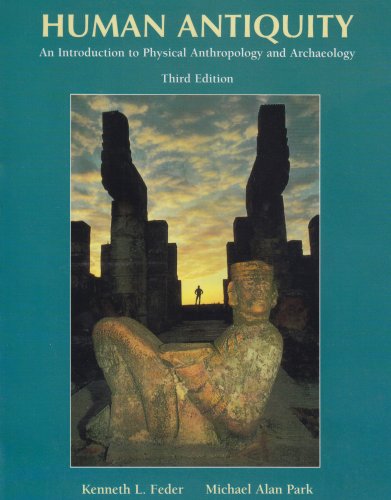 HUMAN ANTIQUITY
An Introduction to Physical Anthropology and Archaeology
Third Edition
Kenneth L. Feder Michael Alan Park